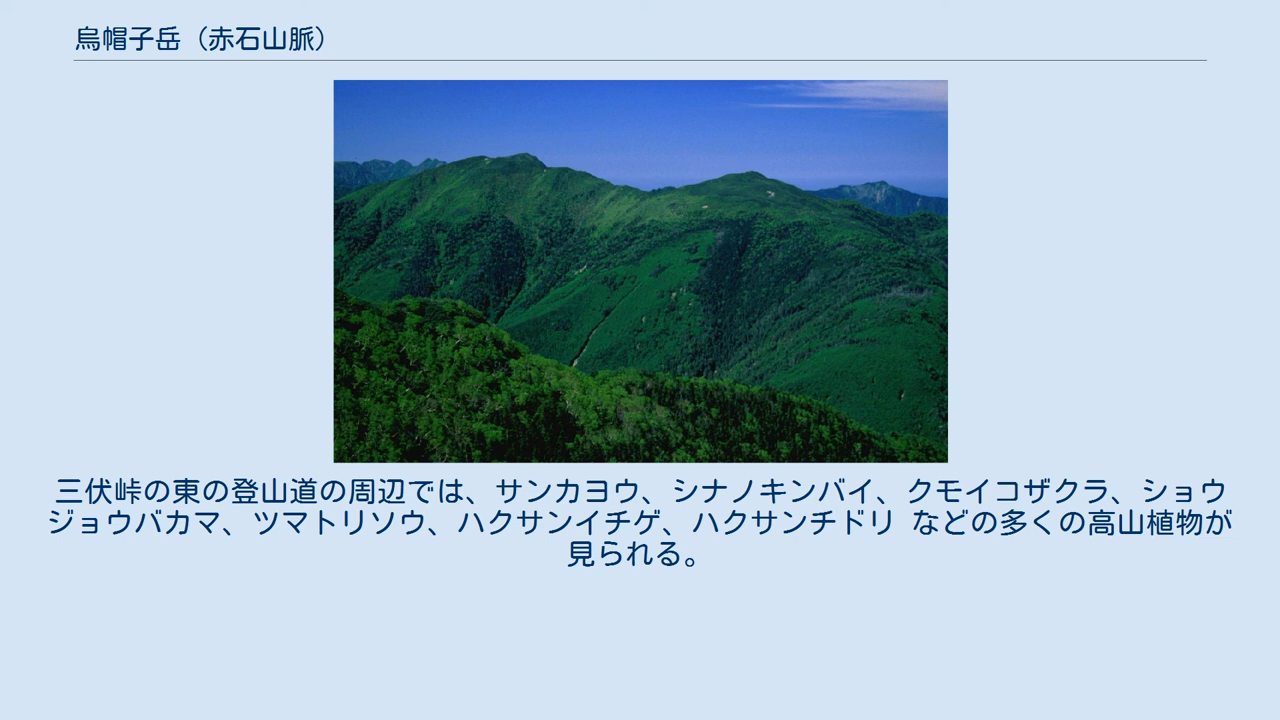 烏帽子岳（赤石山脈）
三伏峠の東の登山道の周辺では、サンカヨウ、シナノキンバイ、クモイコザクラ、ショウ
ジョウバカマ、ツマトリソウ、ハクサンイチゲ、ハクサンチドリ などの多くの高山植物が
見られる。